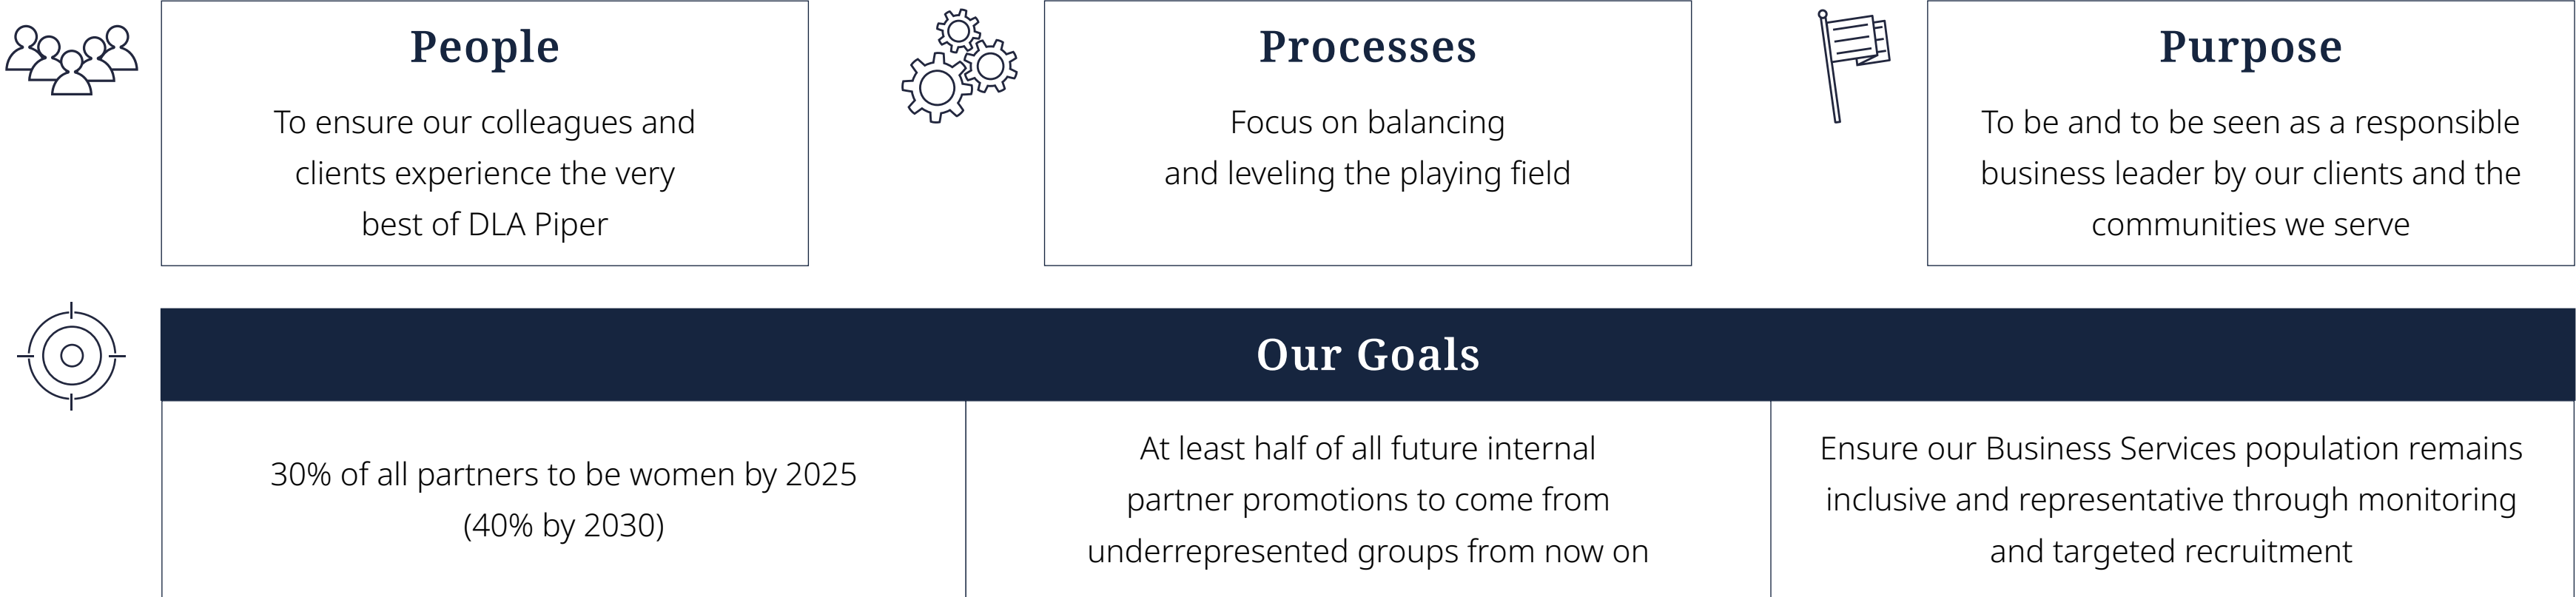 People
To ensure our colleagues and
clients experience the very
best of DLA Piper
Processes
Focus on balancing
and leveling the playing field
Purpose
To be and to be seen as a responsible
business leader by our clients and the
communities we serve
Our Goals
30% of all partners to be women by 2025
(40% by 2030)
At least half of all future internal
partner promotions to come from
underrepresented groups from now on
Ensure our Business Services population remains
inclusive and representative through monitoring
and targeted recruitment